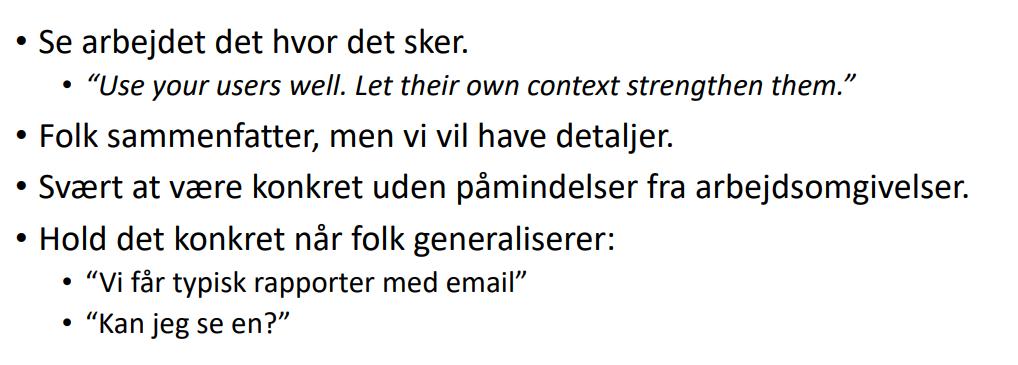 • Se arbejdet det hvor det sker.
• “Use your users well. Let their own context strengthen them.”
• Folk sammenfatter, men vi vil have detaljer.
• Svært at være konkret uden påmindelser fra arbejdsomgivelser.
• Hold det konkret når folk generaliserer:
• “Vi får typisk rapporter med email”
• “Kan jeg se en?”